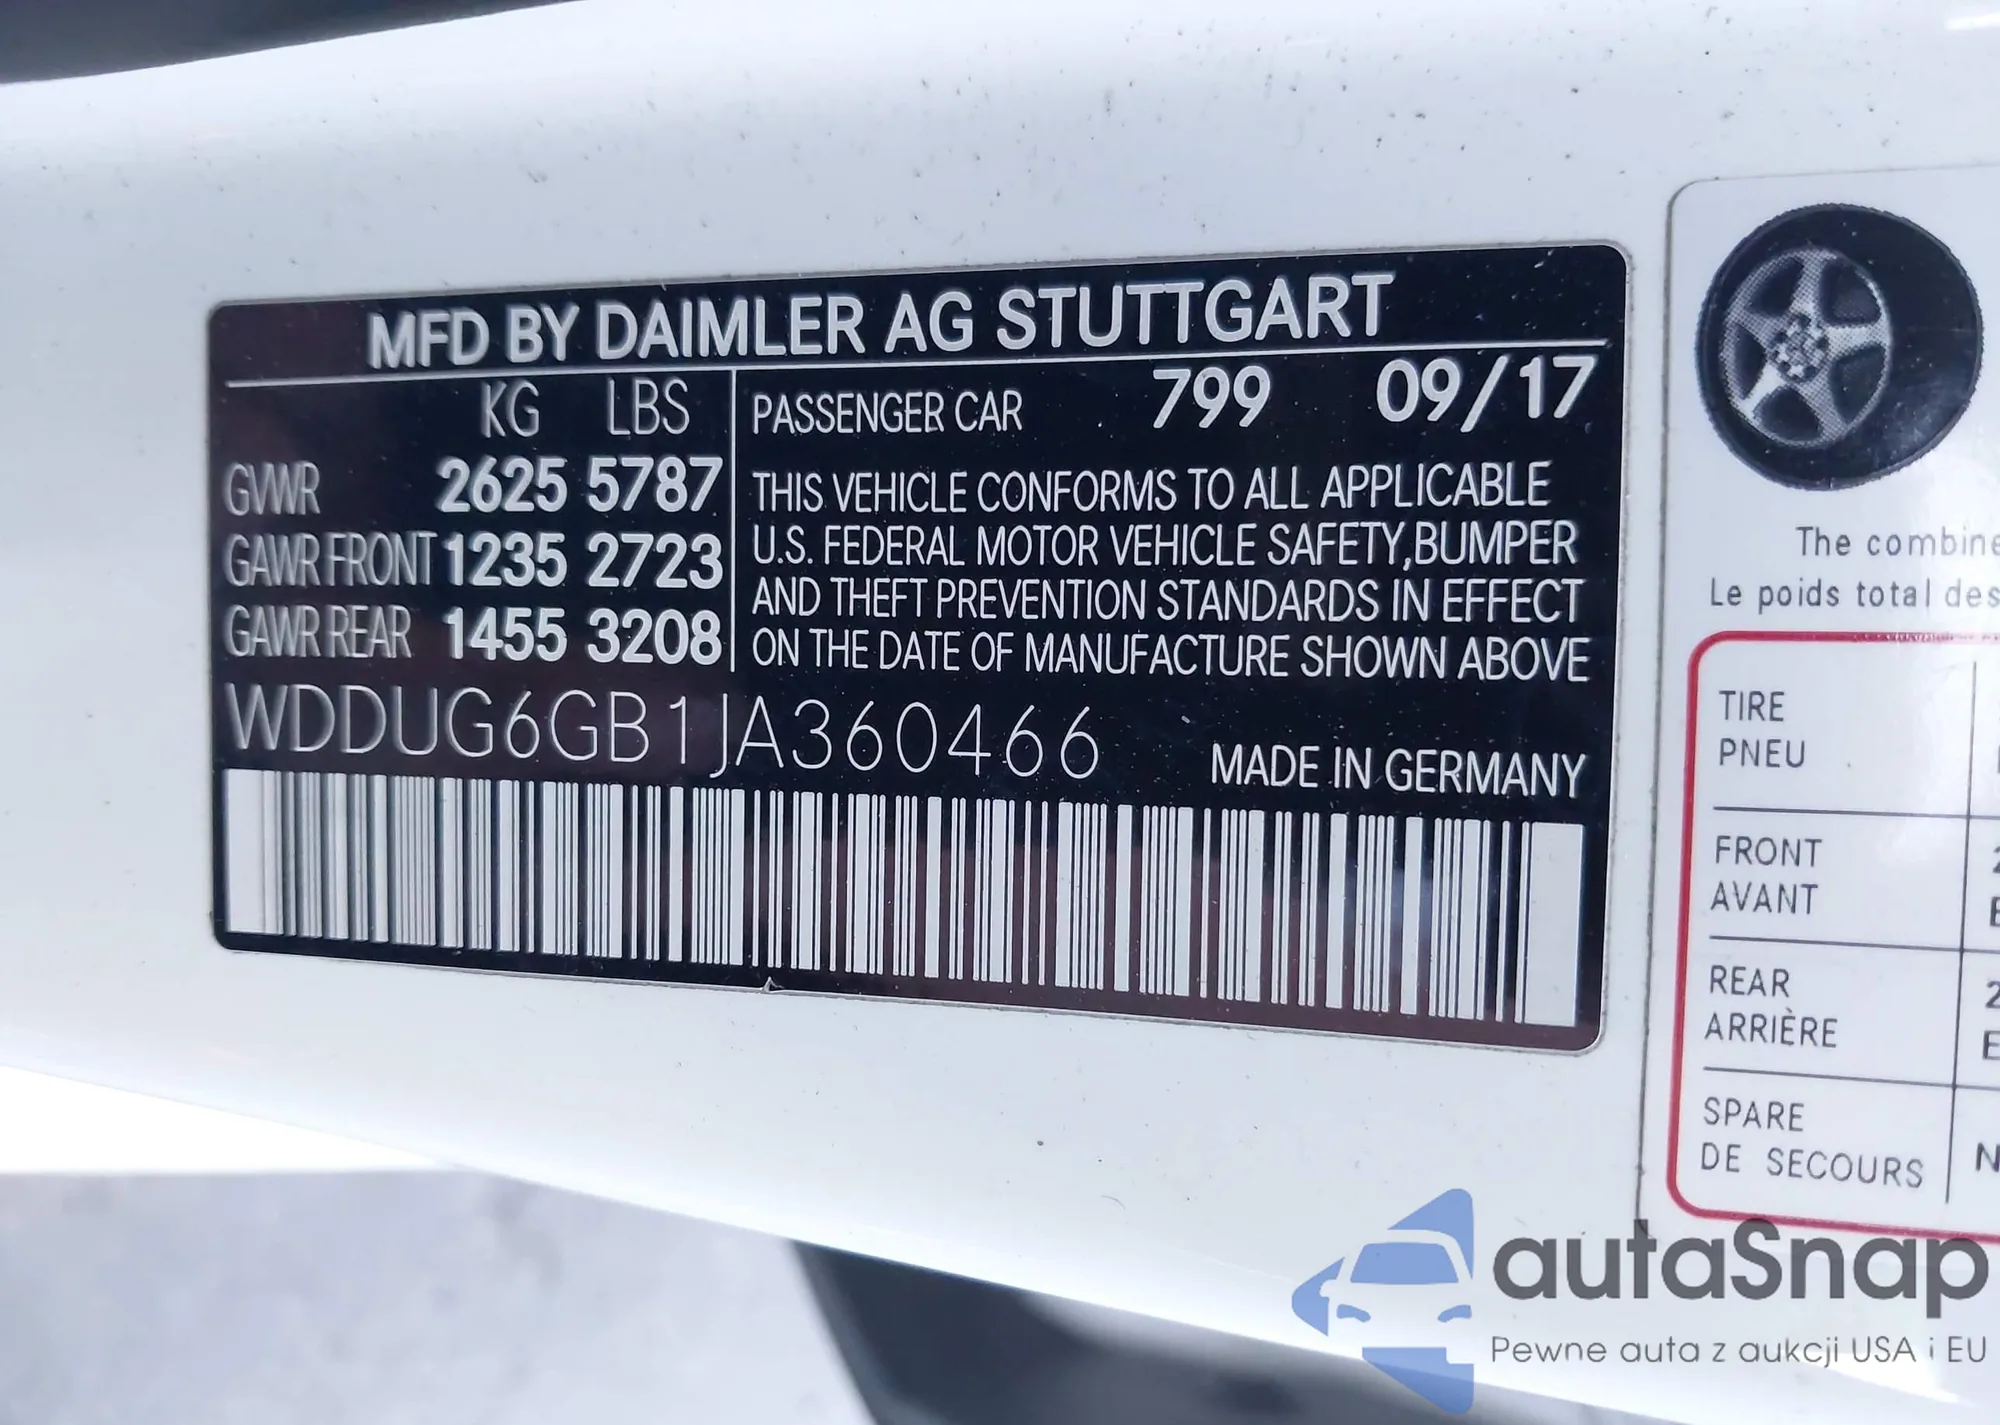 MFD BY DAIMLER AG STUTTGART
KG LBS
GVWR 2625 5787
GAWR FRONT 1235 2723
GAWR REAR 1455 3208
PASSENGER CAR 799 09/17
THIS VEHICLE CONFORMS TO ALL APPLICABLE
U.S. FEDERAL MOTOR VEHICLE SAFETY,BUMPER
AND THEFT PREVENTION STANDARDS IN EFFECT
ON THE DATE OF MANUFACTURE SHOWN ABOVE
WDDUG6GB1JA360466
MADE IN GERMANY
The
Le poids total des
TIRE
PNEU
FRONT
AVANT
REAR
ARRIÈRE
SPARE
DE SECOURS
autaSnap
Pewne auta z aukcji USA i EU